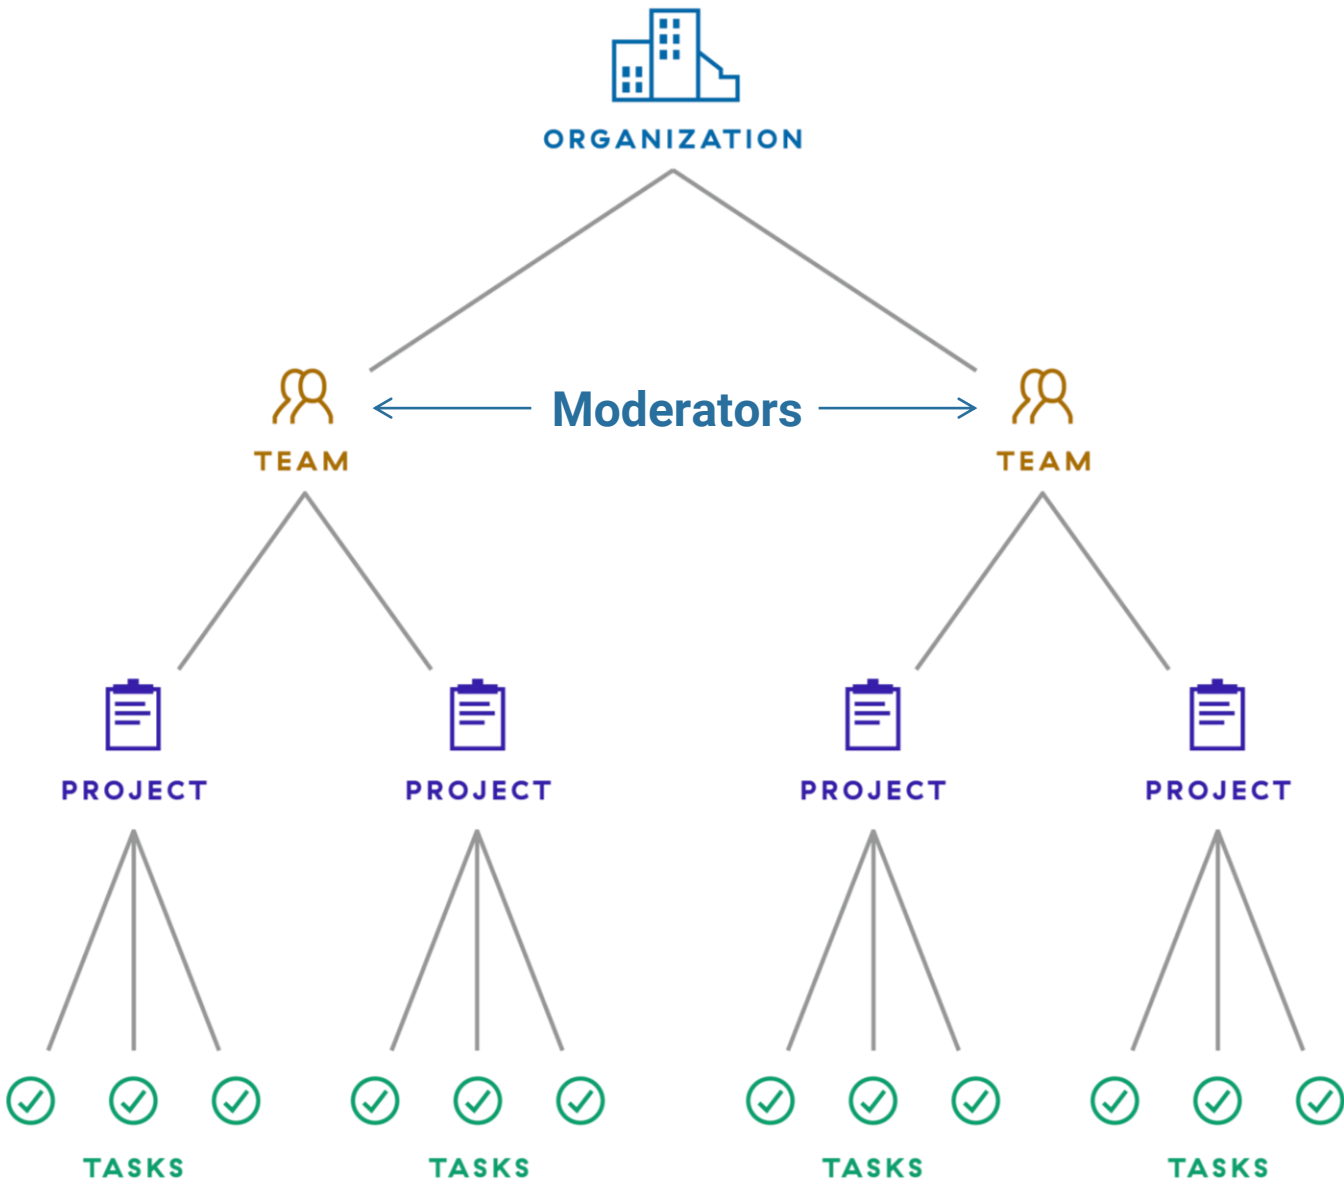 ORGANIZATION
Moderators
TEAM
TEAM
PROJECT
PROJECT
PROJECT
PROJECT
TASKS
TASKS
TASKS
TASKS